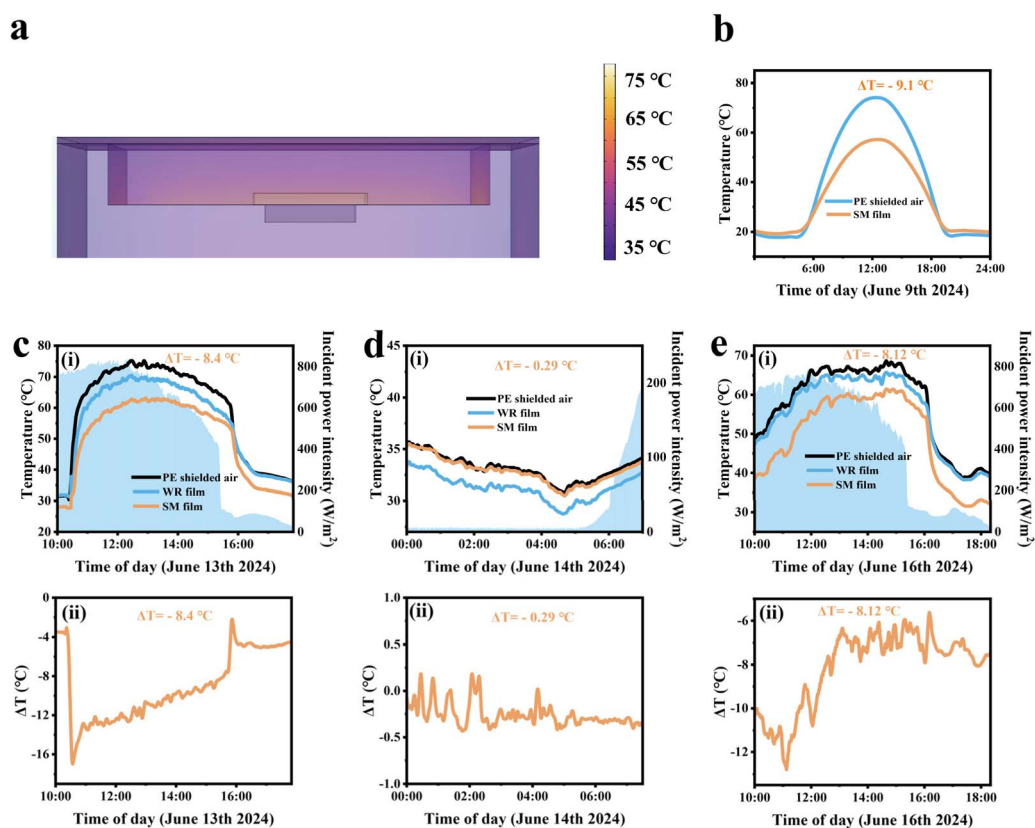 a
75 ℃
65 ℃
55 ℃
45 ℃
35 ℃
b
ΔT= - 9.1 ℃
80
60
40
20
Temperature (℃)
PE shielded air
SM film
6:00 12:00 18:00 24:00
Time of day (June 9th 2024)
c
(i)
ΔT= - 8.4 ℃
80
70
60
50
40
30
20
Temperature (℃)
PE shielded air
WR film
SM film
800
600
400
200
0
Incident power intensity (W/m²)
10:00 12:00 14:00 16:00
Time of day (June 13th 2024)
d
(i)
ΔT= - 0.29 ℃
39
35
31
Temperature (℃)
PE shielded air
WR film
SM film
200
100
0
Incident power intensity (W/m²)
00:00 02:00 04:00 06:00
Time of day (June 14th 2024)
e
(i)
ΔT= - 8.12 ℃
70
60
50
40
30
Temperature (℃)
PE shielded air
WR film
SM film
800
600
400
200
0
Incident power intensity (W/m²)
10:00 12:00 14:00 16:00 18:00
Time of day (June 16th 2024)
(ii)
ΔT= - 8.4 ℃
0
-4
-8
-12
-16
ΔT (℃)
10:00 12:00 14:00 16:00
Time of day (June 13th 2024)
(ii)
ΔT= - 0.29 ℃
1.0
0.5
0.0
-0.5
-1.0
ΔT (℃)
00:00 02:00 04:00 06:00
Time of day (June 14th 2024)
(ii)
ΔT= - 8.12 ℃
-6
-8
-10
-12
ΔT (℃)
10:00 12:00 14:00 16:00 18:00
Time of day (June 16th 2024)